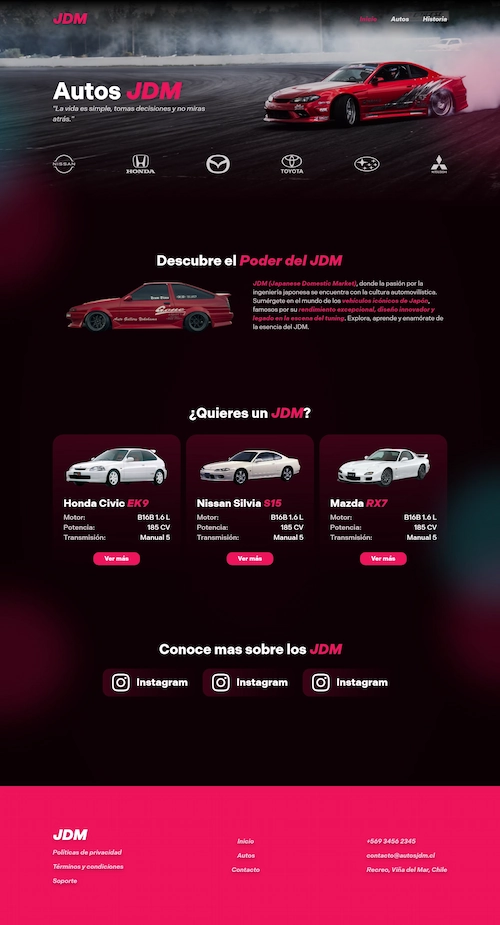 JDM
Inicio Autos Historia
Autos JDM
"La vida es simple, tomas decisiones y no miras
atrás."
NISSAN
HONDA
TOYOTA
MITSUBISHI
Descubre el Poder del JDM
JDM (Japanese Domestic Market), donde la pasión por la
ingeniería japonesa se encuentra con la cultura automovilística.
Sumérgete en el mundo de los vehículos icónicos de Japón,
famosos por su rendimiento excepcional, diseño innovador y
legado en la escena del tuning. Explora, aprende y enamórate de
la esencia del JDM.
¿Quieres un JDM?
Honda Civic EK9
Motor: B16B 1.6 L
Potencia: 185 CV
Transmisión: Manual 5
Ver más
Nissan Silvia S15
Motor: B16B 1.6 L
Potencia: 185 CV
Transmisión: Manual 5
Ver más
Mazda RX7
Motor: B16B 1.6 L
Potencia: 185 CV
Transmisión: Manual 5
Ver más
Conoce mas sobre los JDM
Instagram
Instagram
Instagram
JDM
Políticas de privacidad
Términos y condiciones
Soporte
Inicio
Autos
Contacto
+569 3456 2345
contacto@autosjdm.cl
Recreo, Viña del Mar, Chile